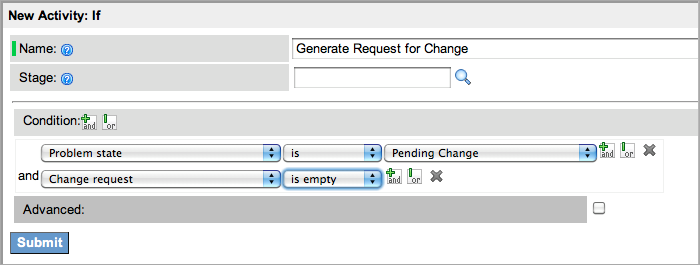 New Activity: If
Name: Generate Request for Change
Stage:
Condition: and or
Problem state is Pending Change and or
and Change request is empty and or
Advanced:
Submit